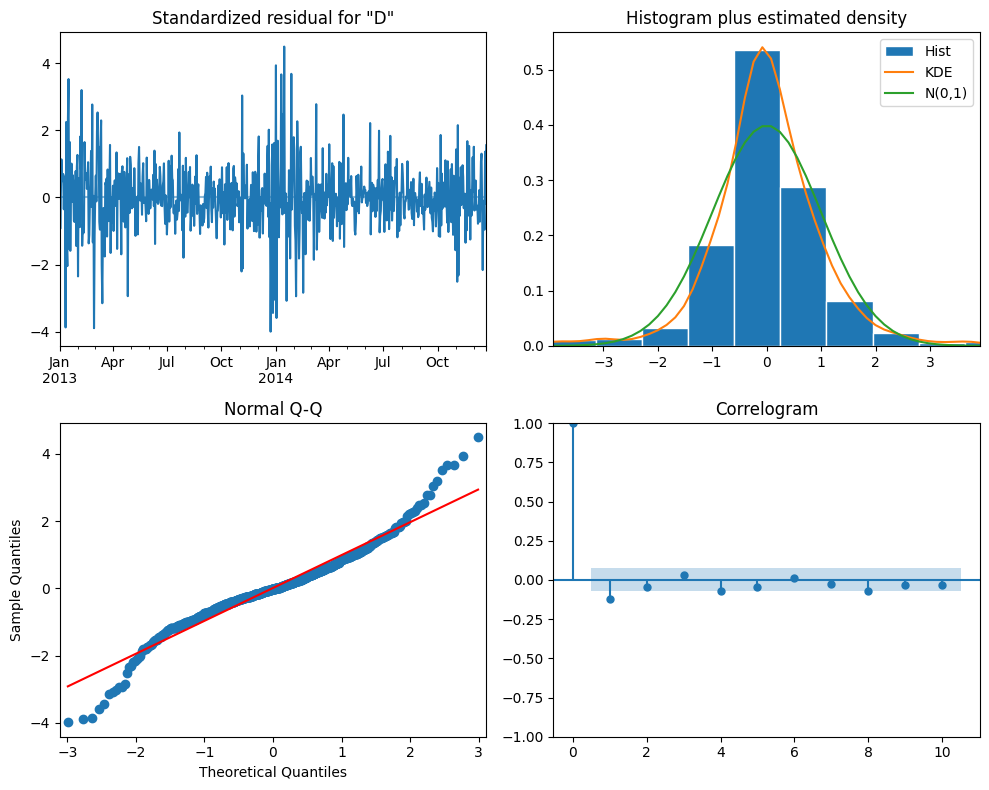 Standardized residual for "D"
4
2
0
−2
−4
Jan
2013
Apr
Jul
Oct
Jan
2014
Apr
Jul
Oct
Histogram plus estimated density
Hist
KDE
N(0,1)
0.5
0.4
0.3
0.2
0.1
0.0
−3
−2
−1
0
1
2
3
Normal Q-Q
Sample Quantiles
4
2
0
−2
−4
−3
−2
−1
0
1
2
3
Theoretical Quantiles
Correlogram
1.00
0.75
0.50
0.25
0.00
−0.25
−0.50
−0.75
−1.00
0
2
4
6
8
10